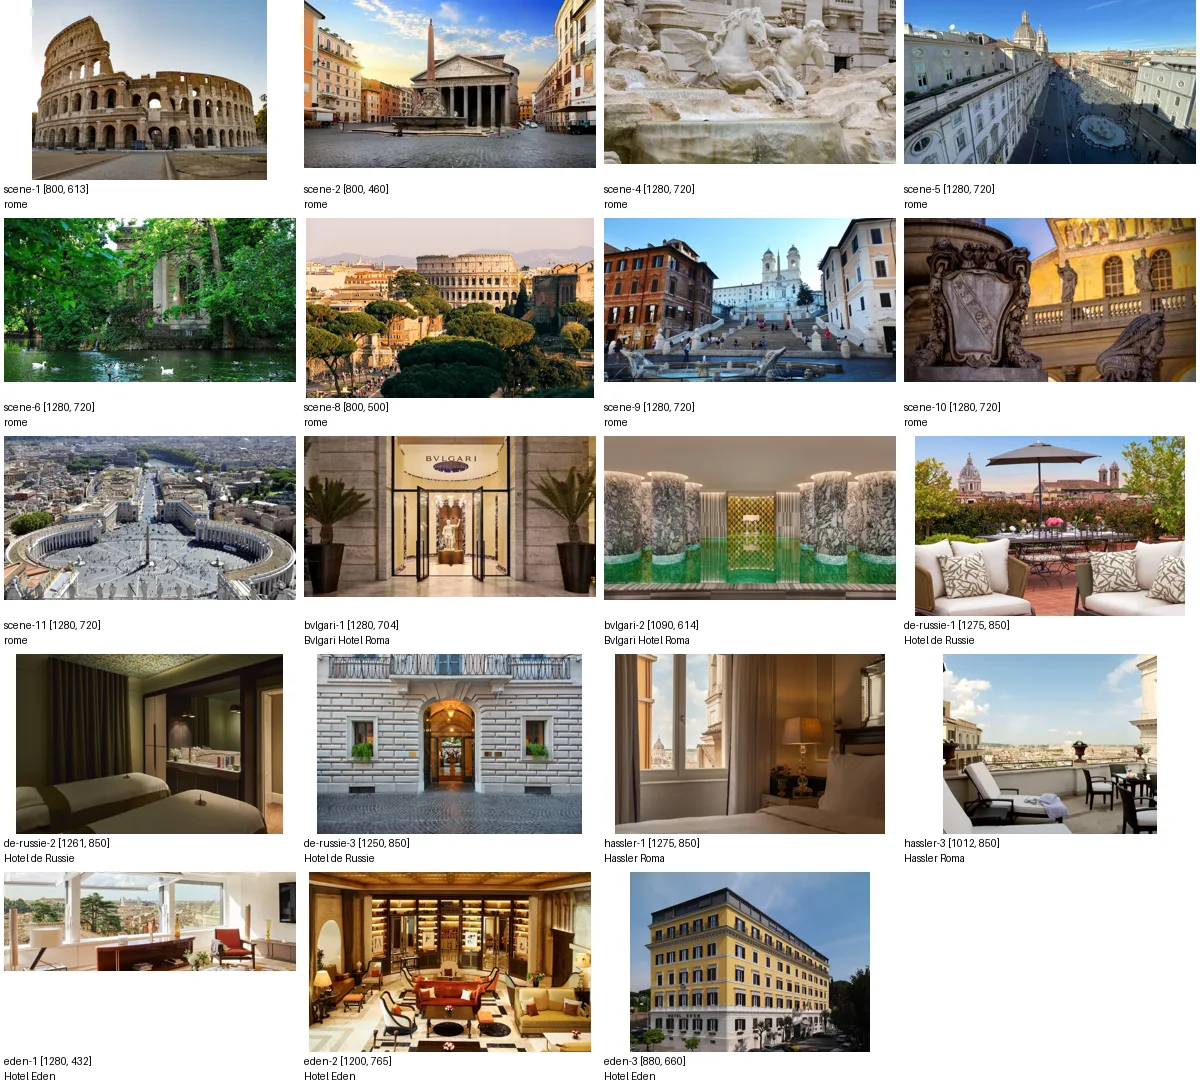 scene-1 [800, 613]
rome
scene-2 [800, 460]
rome
scene-4 [1280, 720]
rome
scene-5 [1280, 720]
rome
scene-6 [1280, 720]
rome
scene-8 [800, 500]
rome
scene-9 [1280, 720]
rome
scene-10 [1280, 720]
rome
BVLGARI
scene-11 [1280, 720]
rome
bvlgari-1 [1280, 704]
Bvlgari Hotel Roma
bvlgari-2 [1090, 614]
Bvlgari Hotel Roma
de-russie-1 [1275, 850]
Hotel de Russie
de-russie-2 [1261, 850]
Hotel de Russie
de-russie-3 [1250, 850]
Hotel de Russie
hassler-1 [1275, 850]
Hassler Roma
hassler-3 [1012, 850]
Hassler Roma
HOTEL EDEN
eden-1 [1280, 432]
Hotel Eden
eden-2 [1200, 765]
Hotel Eden
eden-3 [880, 660]
Hotel Eden